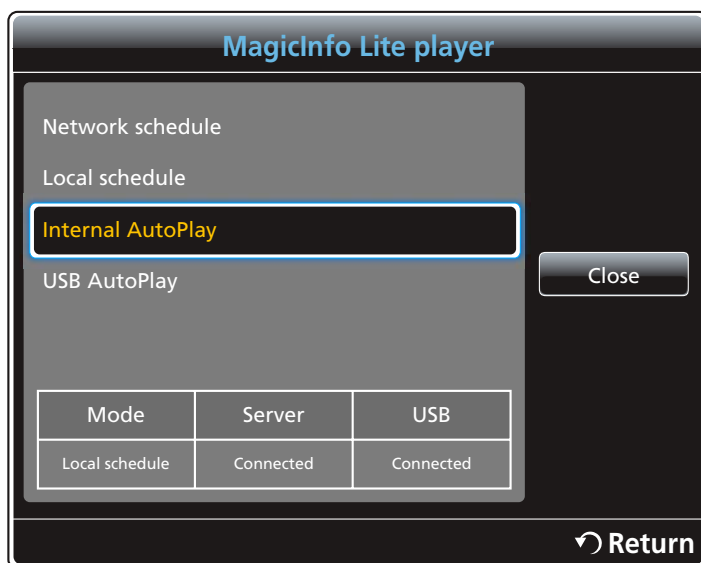 MagicInfo Lite player
Network schedule
Local schedule
Internal AutoPlay
USB AutoPlay
Close
Mode Server USB
Local schedule Connected Connected
Return